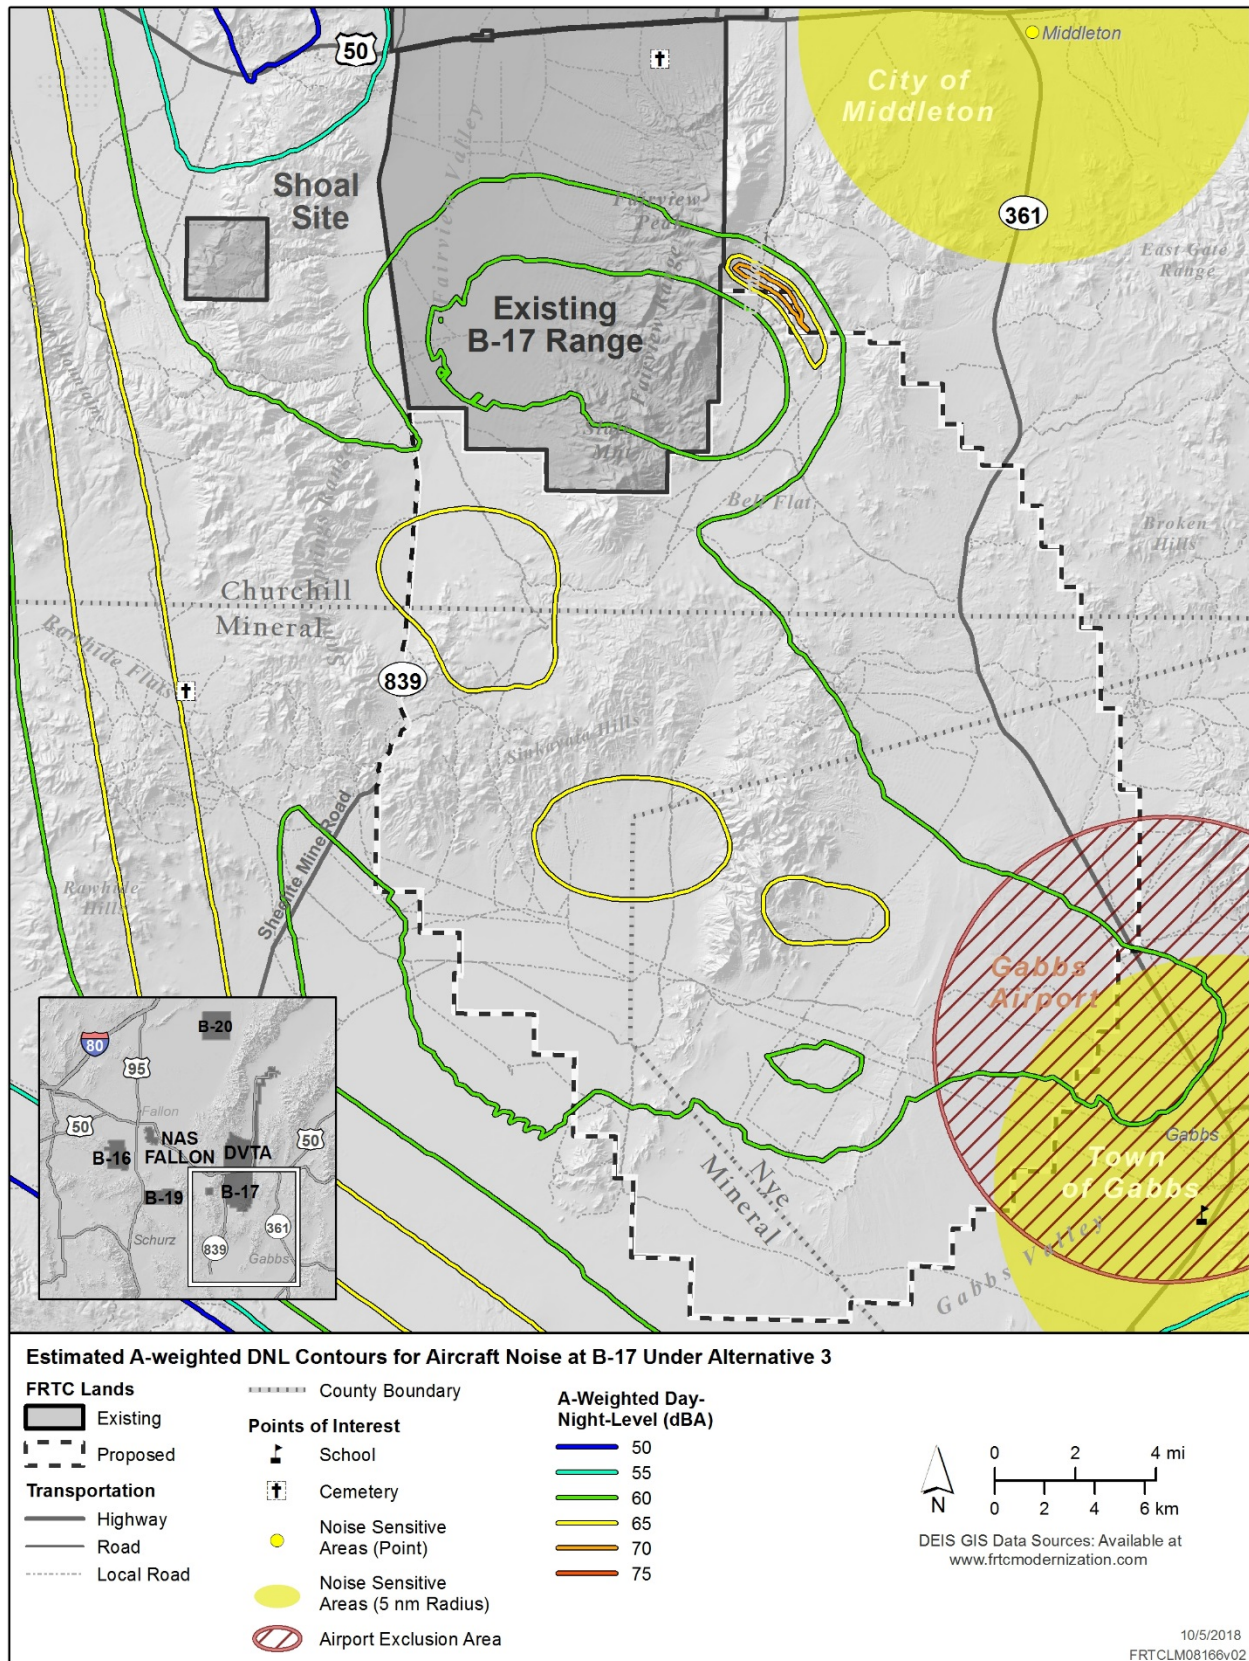 50
Middleton
City of
Middleton
Fairview Valley
Shoal
Site
361
Fairview
Peak
East Gate
Range
Existing
B-17 Range
Fairview Range
Mountains
Bell Flat
Broken
Hills
Churchill
Mineral
Rawhide Flats
839
Sinkavata Hills
Rawhide
Hills
Sheelite Mine Road
Gabbs
Airport
Gabbs
Town
of Gabbs
Nye
Mineral
Gabbs Valley
B-20
80
95
Fallon
50
NAS
FALLON
DVTA
50
B-16
B-19
B-17
Schurz
839
361
Gabbs
Estimated A-weighted DNL Contours for Aircraft Noise at B-17 Under Alternative 3
FRTC Lands
Existing
Proposed
Transportation
Highway
Road
Local Road
County Boundary
Points of Interest
School
Cemetery
Noise Sensitive
Areas (Point)
Noise Sensitive
Areas (5 nm Radius)
Airport Exclusion Area
A-Weighted Day-
Night-Level (dBA)
50
55
60
65
70
75
N
0 2 4 mi
0 2 4 6 km
DEIS GIS Data Sources: Available at
www.frtcmodernization.com
10/5/2018
FRTCLM08166v02